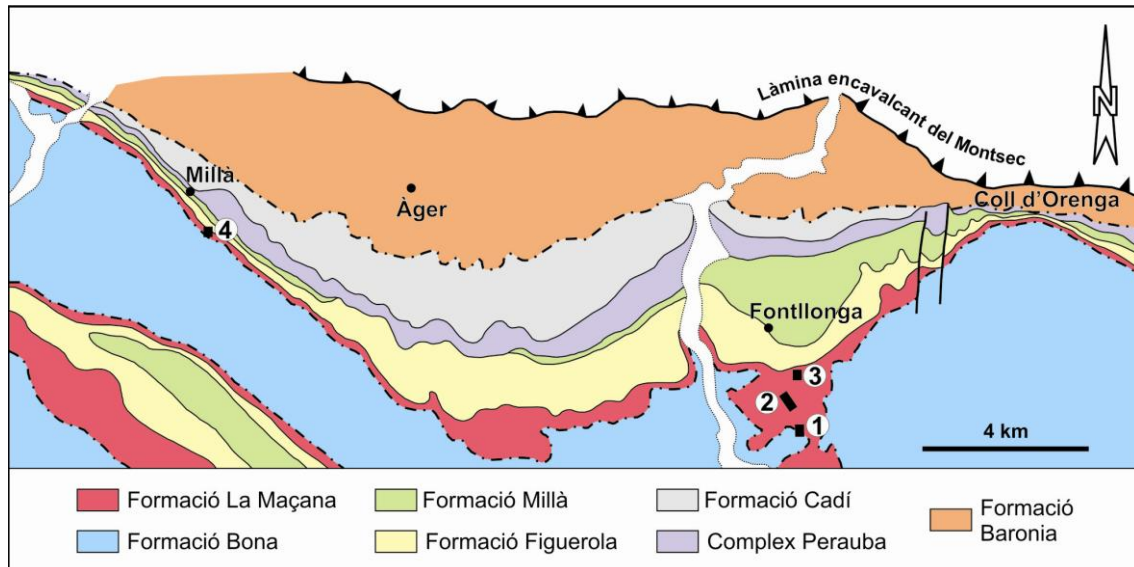 Làmina encavalcant del Montsec
N
Millà
Àger
Coll d'Orenga
4
Fontllonga
3
2
1
4 km
Formació La Maçana
Formació Millà
Formació Cadí
Formació
Baronia
Formació Bona
Formació Figuerola
Complex Perauba